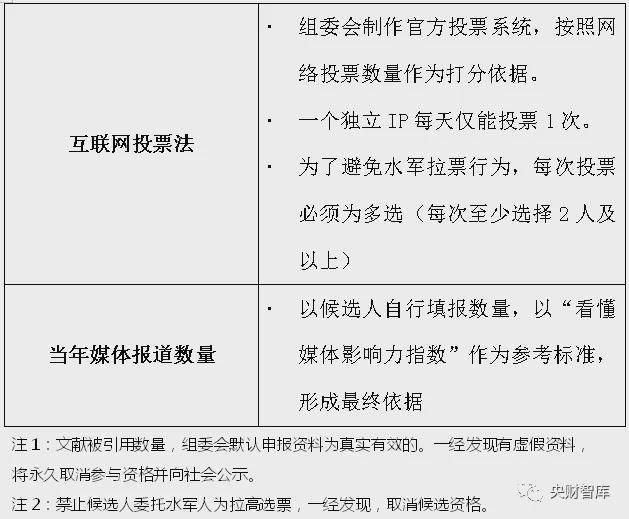 互联网投票法
· 组委会制作官方投票系统，按照网
络投票数量作为打分依据。
· 一个独立 IP 每天仅能投票 1 次。
· 为了避免水军拉票行为，每次投票
必须为多选（每次至少选择 2 人及
以上）
当年媒体报道数量
· 以候选人自行填报数量，以“看懂
媒体影响力指数”作为参考标准，
形成最终依据
注 1：文献被引用数量，组委会默认申报资料为真实有效的。一经发现有虚假资料，
将永久取消参与资格并向社会公示。
注 2：禁止候选人委托水军人为拉高选票，一经发现，取消候选资格。
央财智库